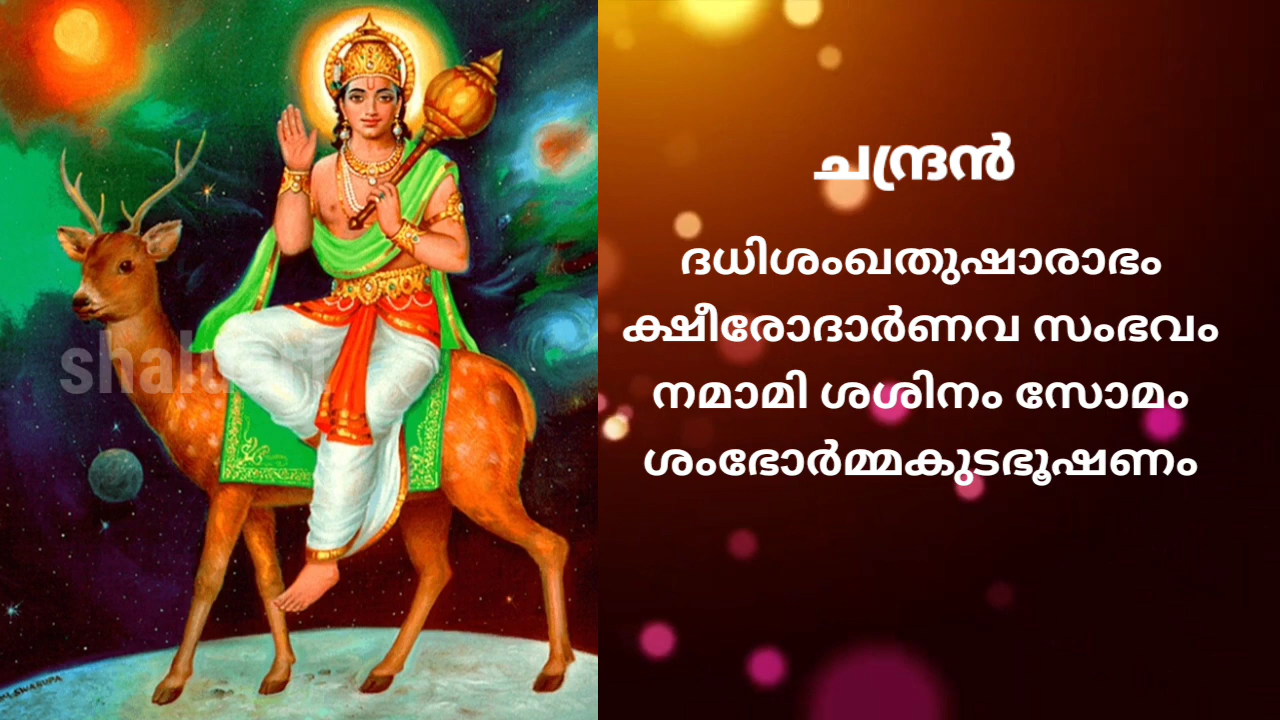 ചന്ദ്രൻ
ദധിശംഖതുഷാരാഭം
ക്ഷീരോദാർണവ സംഭവം
നമാമി ശശിനം സോമം
ശംഭോർമ്മകുടഭൂഷണം